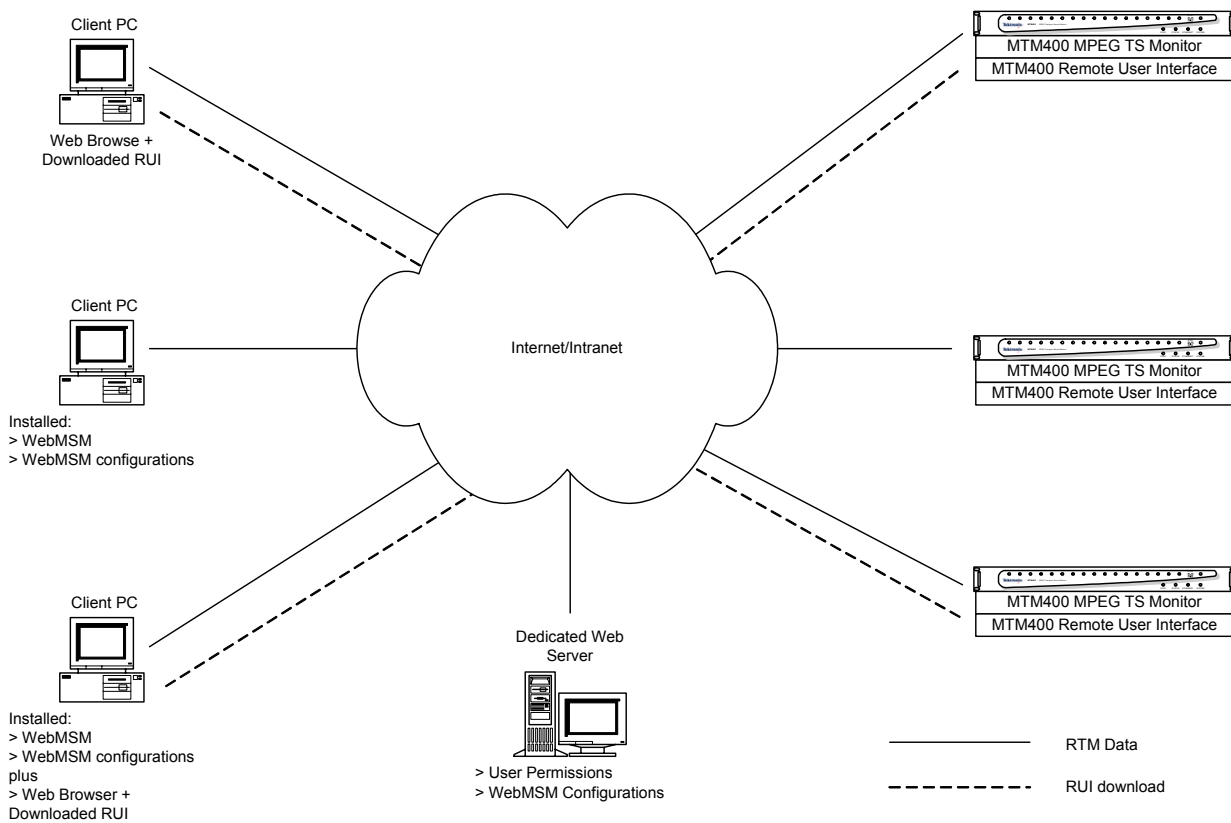 Client PC
Web Browse +
Downloaded RUI
Client PC
Installed:
> WebMSM
> WebMSM configurations
Client PC
Installed:
> WebMSM
> WebMSM configurations
plus
> Web Browser +
Downloaded RUI
Internet/Intranet
Dedicated Web
Server
> User Permissions
> WebMSM Configurations
Tektronix
MTM400 MPEG TS Monitor
MTM400 Remote User Interface
Tektronix
MTM400 MPEG TS Monitor
MTM400 Remote User Interface
Tektronix
MTM400 MPEG TS Monitor
MTM400 Remote User Interface
RTM Data
RUI download